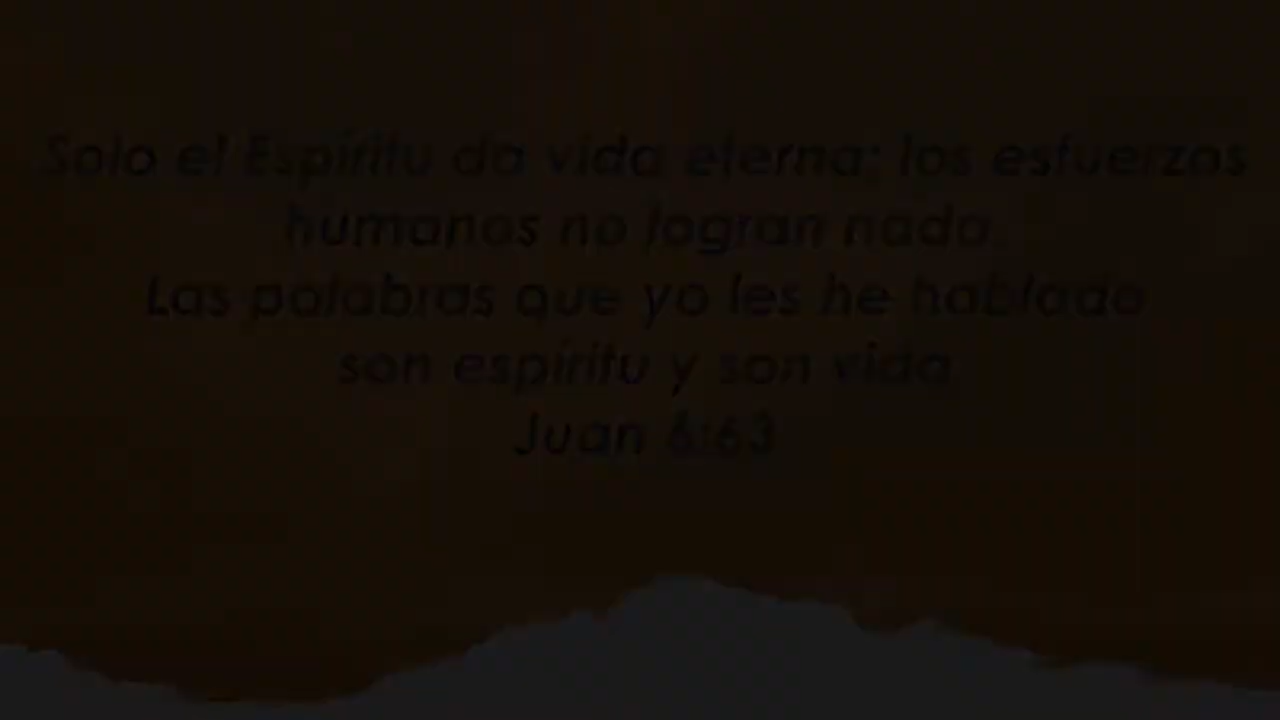 Solo el Espíritu da vida eterna; los esfuerzos
humanos no logran nada.
Las palabras que yo les he hablado
son espíritu y son vida
Juan 6:63